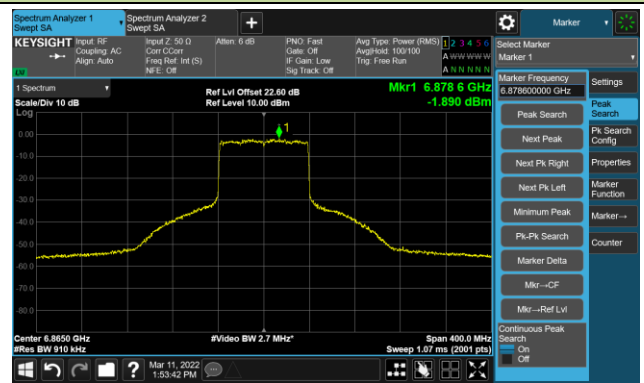 Spectrum Analyzer 1
Swept SA
Spectrum Analyzer 2
Swept SA
+
Marker
KEYSIGHT
Input: RF
Coupling: AC
Align: Auto
Input Z: 50 Ω
Corr CCorr
Freq Ref: Int (S)
NFE: Off
Atten: 6 dB
PNO: Fast
Gate: Off
IF Gain: Low
Sig Track: Off
Avg Type: Power (RMS)
Avg|Hold: 100/100
Trig: Free Run
1 2 3 4 5 6
A W W W W W
A N N N N N
Select Marker
Marker 1
LW
1 Spectrum
Scale/Div 10 dB
Log
Ref Lvl Offset 22.60 dB
Ref Level 10.00 dBm
Mkr1 6.878 6 GHz
-1.890 dBm
1
0.00
-10.0
-20.0
-30.0
-40.0
-50.0
-60.0
-70.0
-80.0
Center 6.8650 GHz
#Res BW 910 kHz
#Video BW 2.7 MHz*
Span 400.0 MHz
Sweep 1.07 ms (2001 pts)
Marker Frequency
6.878600000 GHz
Peak Search
Next Peak
Next Pk Right
Next Pk Left
Minimum Peak
Pk-Pk Search
Marker Delta
Mkr→CF
Mkr→Ref Lvl
Continuous Peak
Search
On
Off
Settings
Peak
Search
Pk Search
Config
Properties
Marker
Function
Marker→
Counter
?
Mar 11, 2022
1:53:42 PM